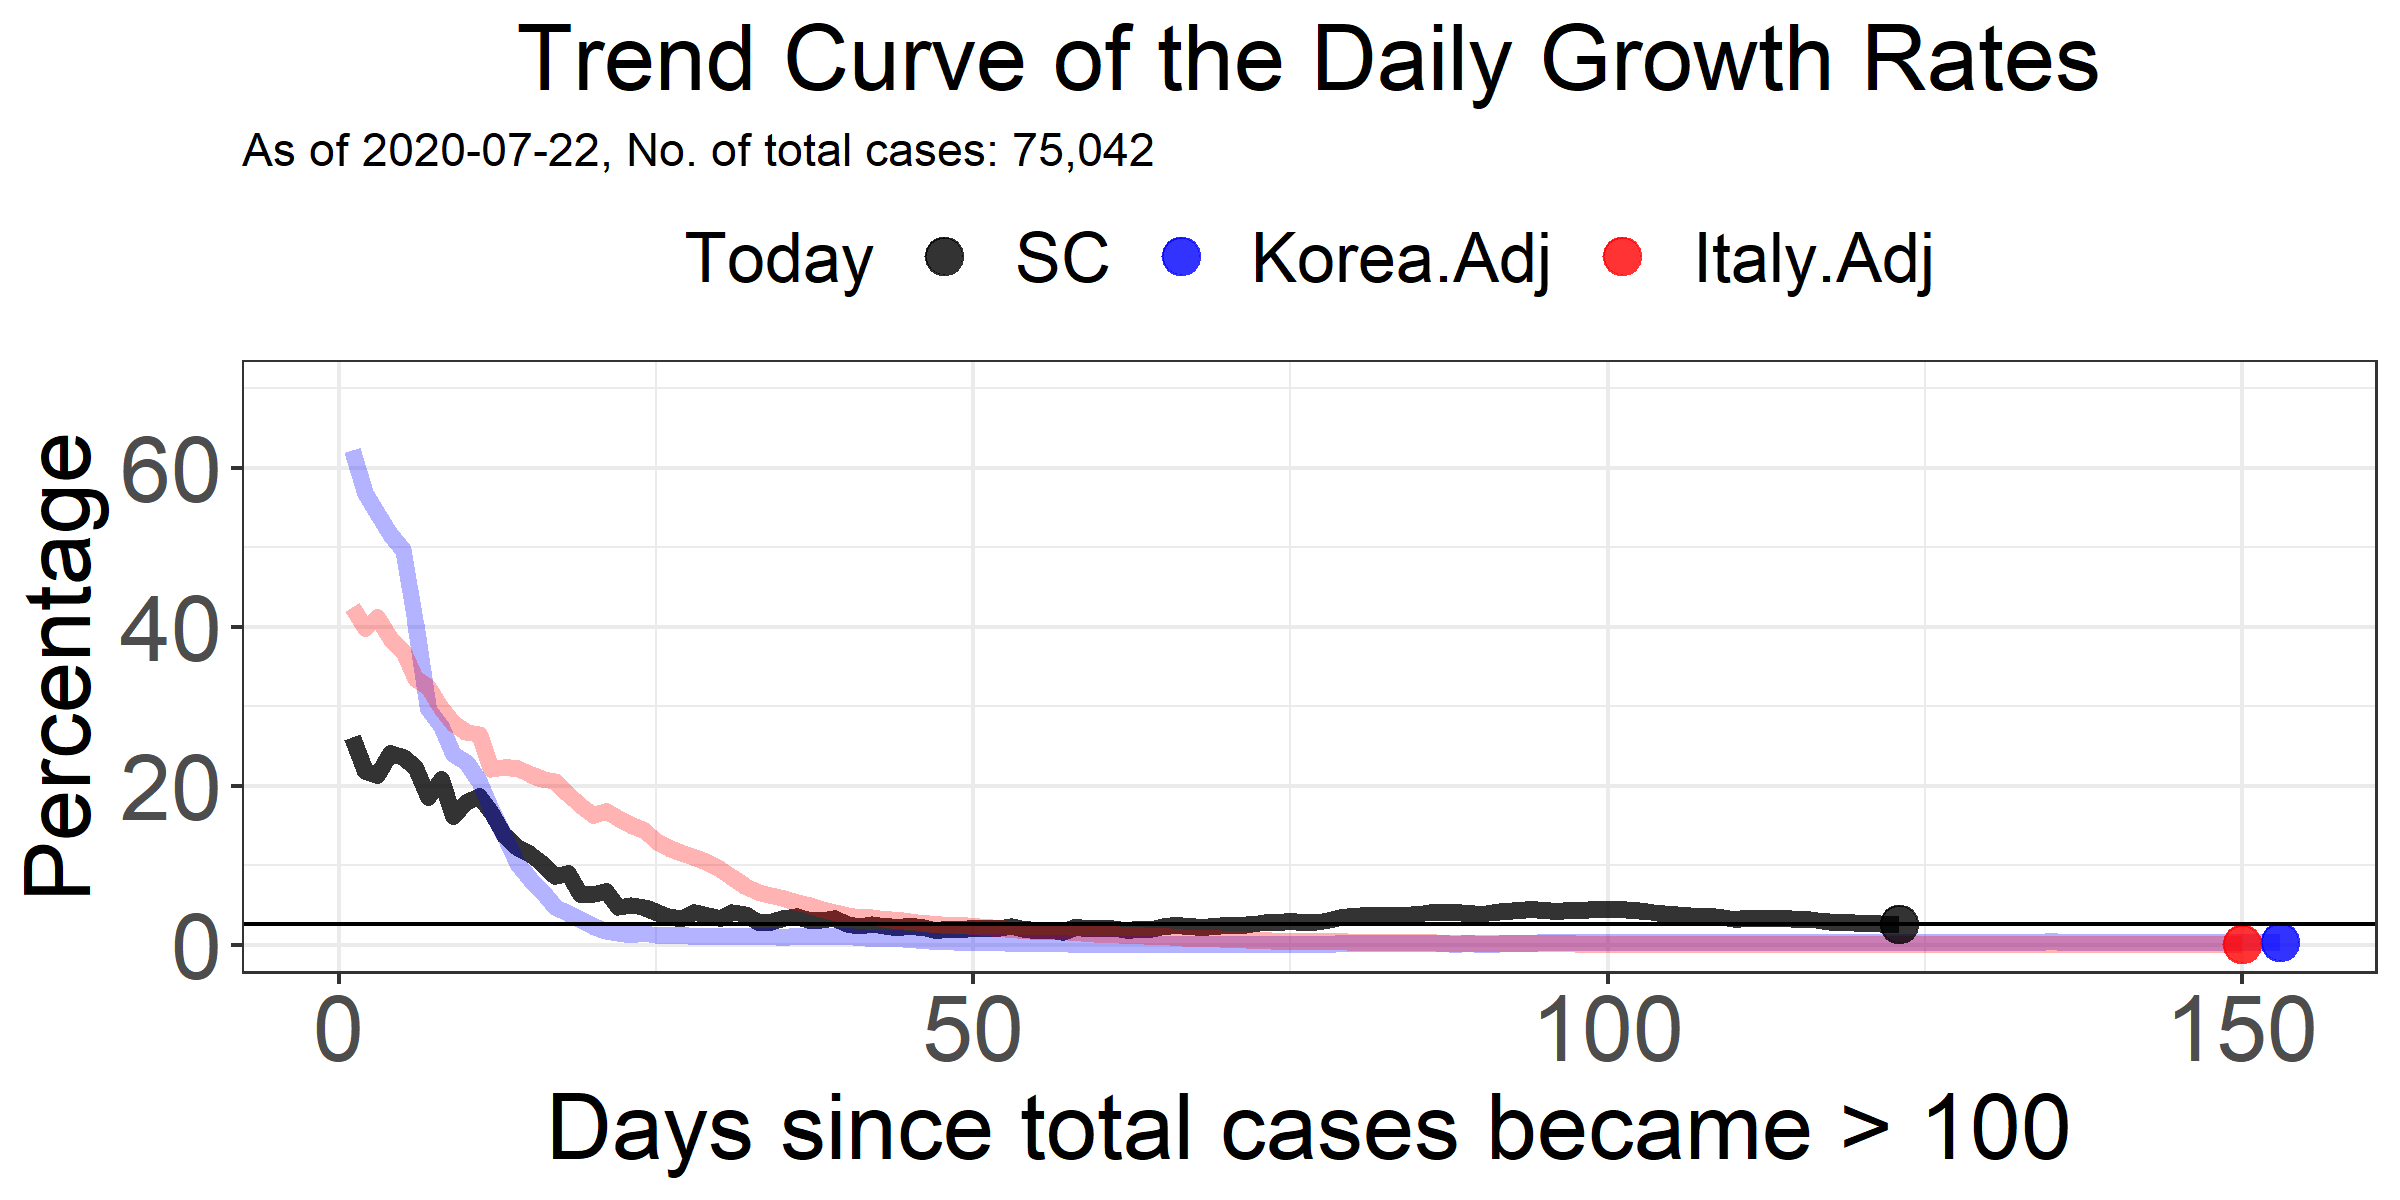 Trend Curve of the Daily Growth Rates
As of 2020-07-22, No. of total cases: 75,042
Today SC Korea.Adj Italy.Adj
Percentage
60
40
20
0
0 50 100 150
Days since total cases became > 100